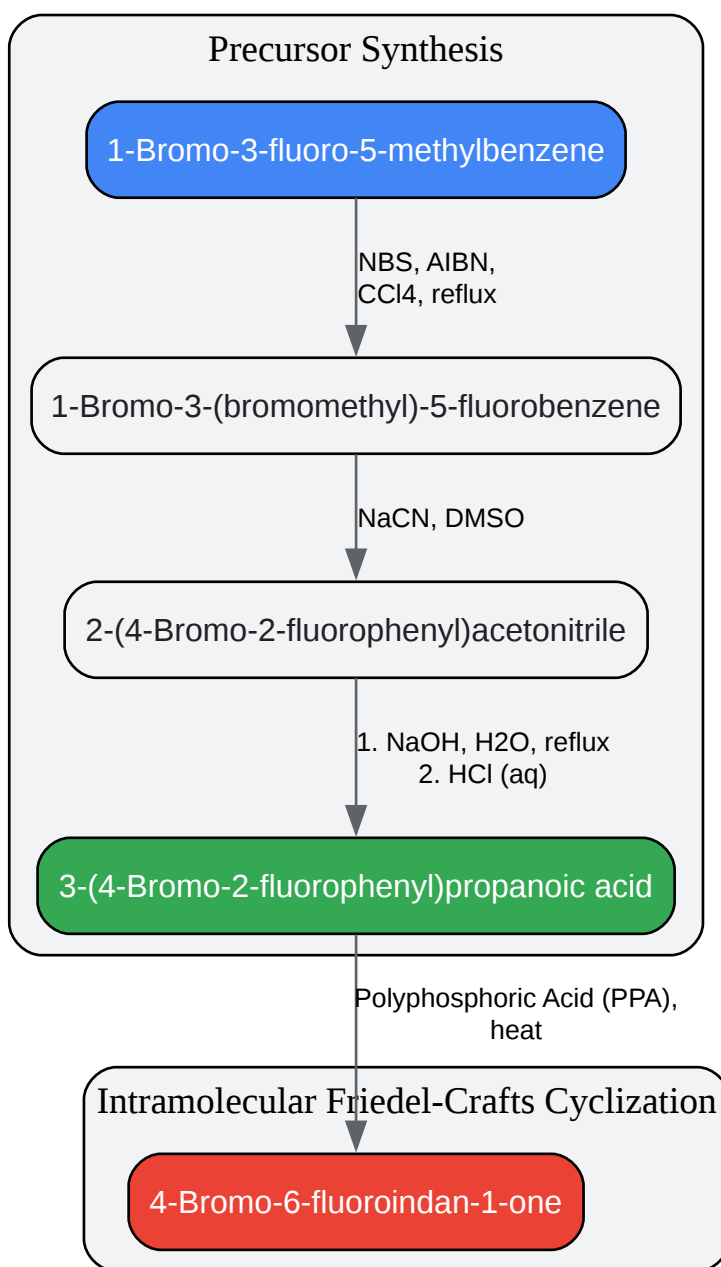 Precursor Synthesis
1-Bromo-3-fluoro-5-methylbenzene
NBS, AIBN,
CCl4, reflux
1-Bromo-3-(bromomethyl)-5-fluorobenzene
NaCN, DMSO
2-(4-Bromo-2-fluorophenyl)acetonitrile
1. NaOH, H2O, reflux
2. HCl (aq)
3-(4-Bromo-2-fluorophenyl)propanoic acid
Polyphosphoric Acid (PPA),
heat
Intramolecular Friedel-Crafts Cyclization
4-Bromo-6-fluoroindan-1-one